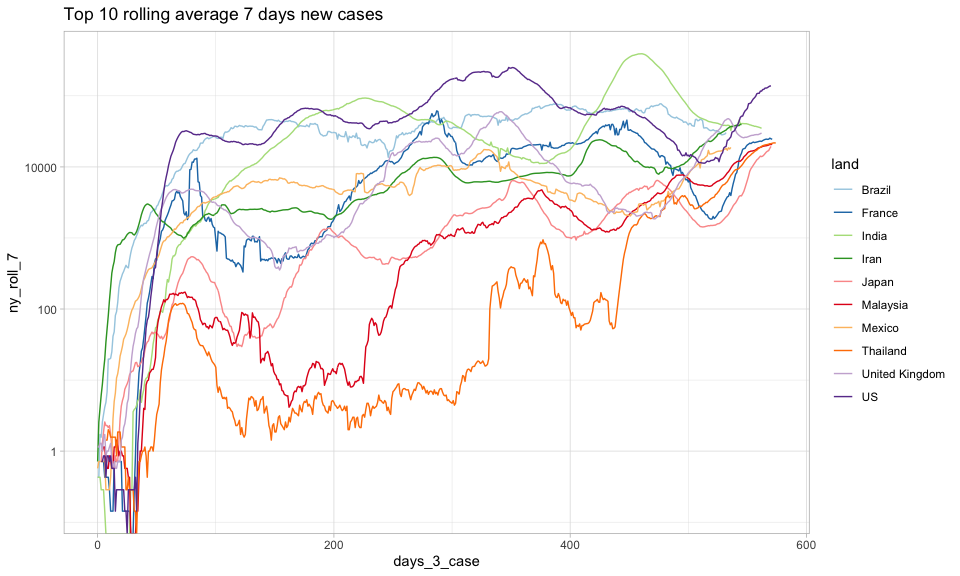 Top 10 rolling average 7 days new cases
ny_roll_7
10000
100
1
0
200
400
600
days_3_case
land
Brazil
France
India
Iran
Japan
Malaysia
Mexico
Thailand
United Kingdom
US